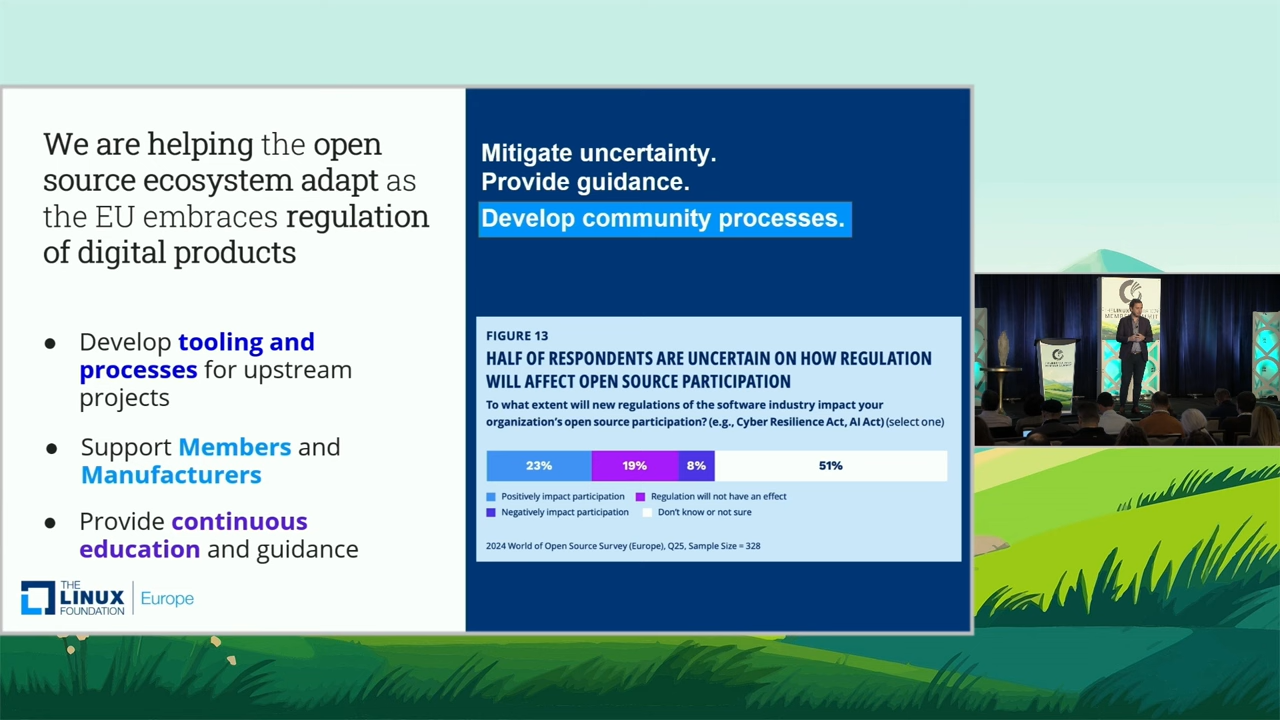 We are helping the open
source ecosystem adapt as
the EU embraces regulation
of digital products
● Develop tooling and
processes for upstream
projects
● Support Members and
Manufacturers
● Provide continuous
education and guidance
THE
LINUX
FOUNDATION
Europe
Mitigate uncertainty.
Provide guidance.
Develop community processes.
FIGURE 13
HALF OF RESPONDENTS ARE UNCERTAIN ON HOW REGULATION
WILL AFFECT OPEN SOURCE PARTICIPATION
To what extent will new regulations of the software industry impact your
organization's open source participation? (e.g., Cyber Resilience Act, AI Act) (select one)
23% 19% 8% 51%
Positively impact participation Regulation will not have an effect
Negatively impact participation Don't know or not sure
2024 World of Open Source Survey (Europe), Q25, Sample Size = 328